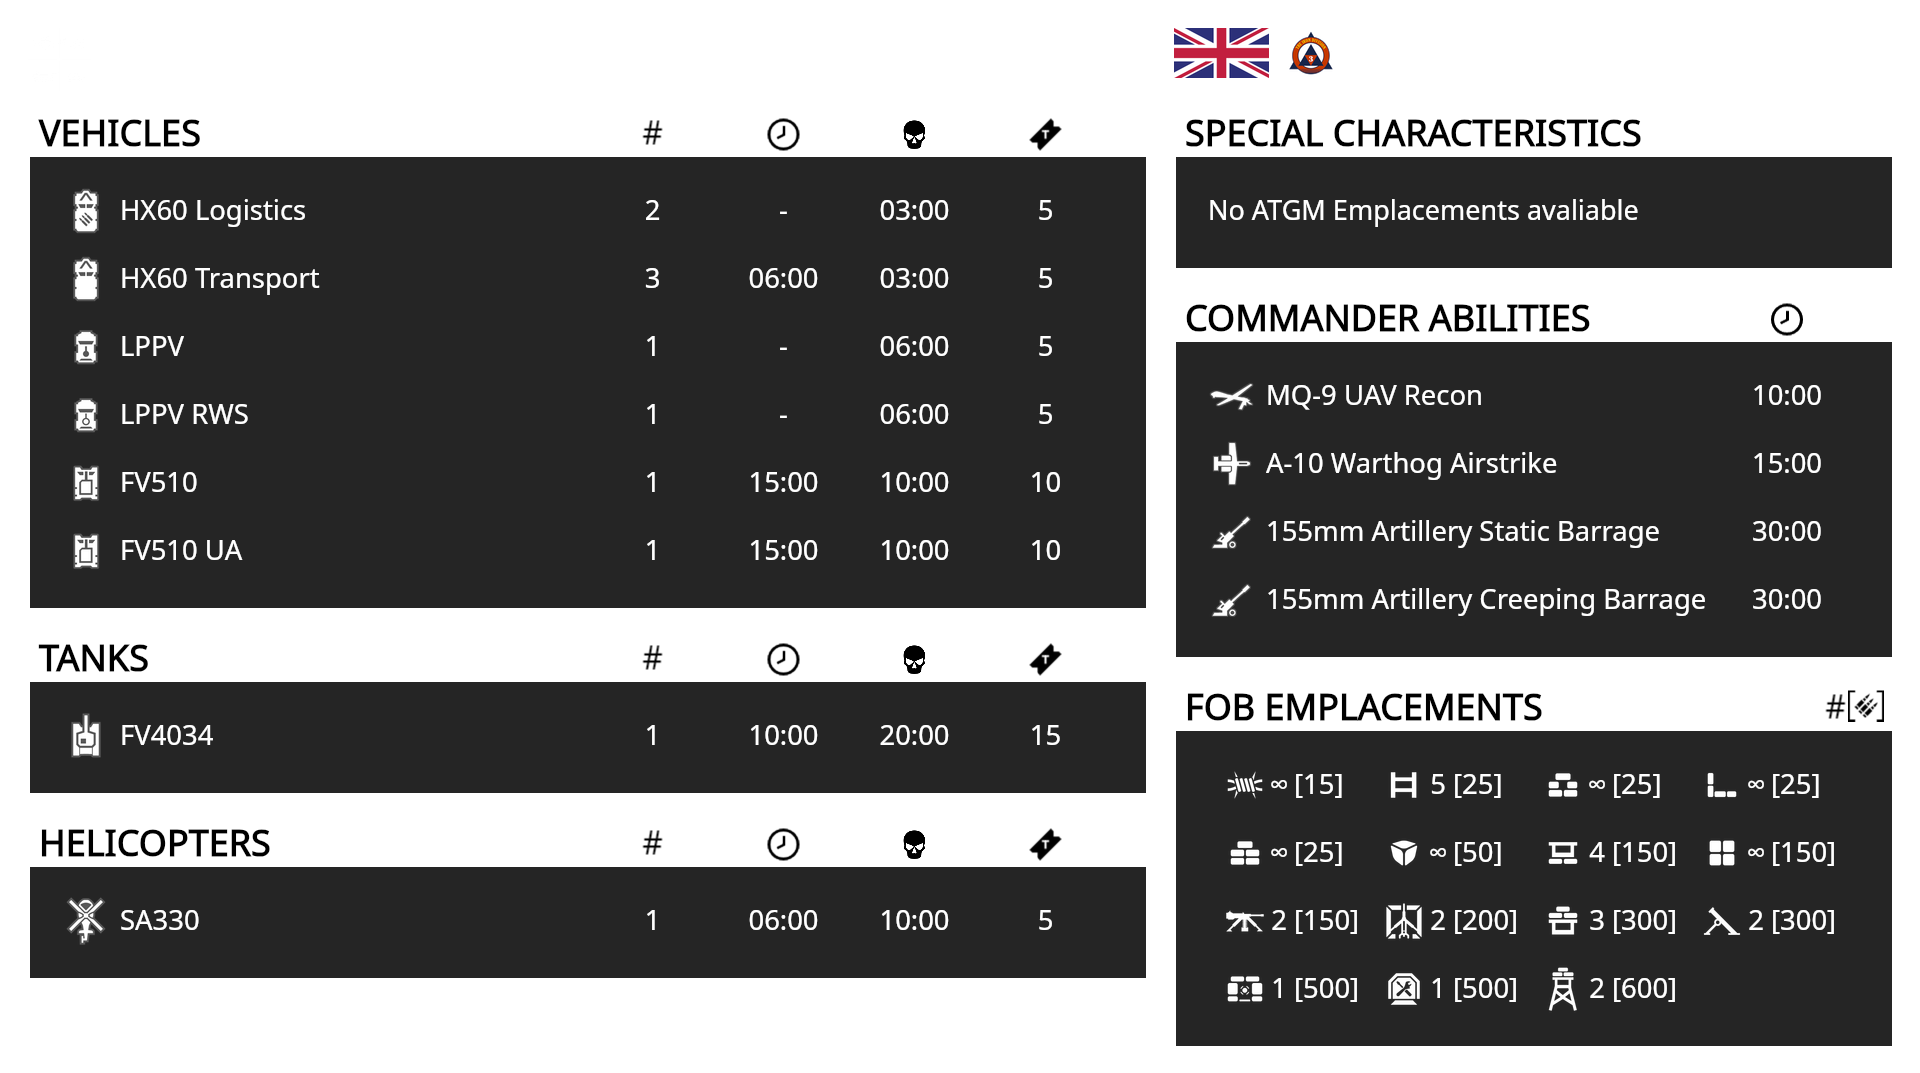 VEHICLES #
HX60 Logistics 2 - 03:00 5
HX60 Transport 3 06:00 03:00 5
LPPV 1 - 06:00 5
LPPV RWS 1 - 06:00 5
FV510 1 15:00 10:00 10
FV510 UA 1 15:00 10:00 10
TANKS #
FV4034 1 10:00 20:00 15
HELICOPTERS #
SA330 1 06:00 10:00 5
SPECIAL CHARACTERISTICS
No ATGM Emplacements avaliable
COMMANDER ABILITIES
MQ-9 UAV Recon 10:00
A-10 Warthog Airstrike 15:00
155mm Artillery Static Barrage 30:00
155mm Artillery Creeping Barrage 30:00
FOB EMPLACEMENTS #[]
∞ [15] 5 [25] ∞ [25] ∞ [25]
∞ [25] ∞ [50] 4 [150] ∞ [150]
2 [150] 2 [200] 3 [300] 2 [300]
1 [500] 1 [500] 2 [600]